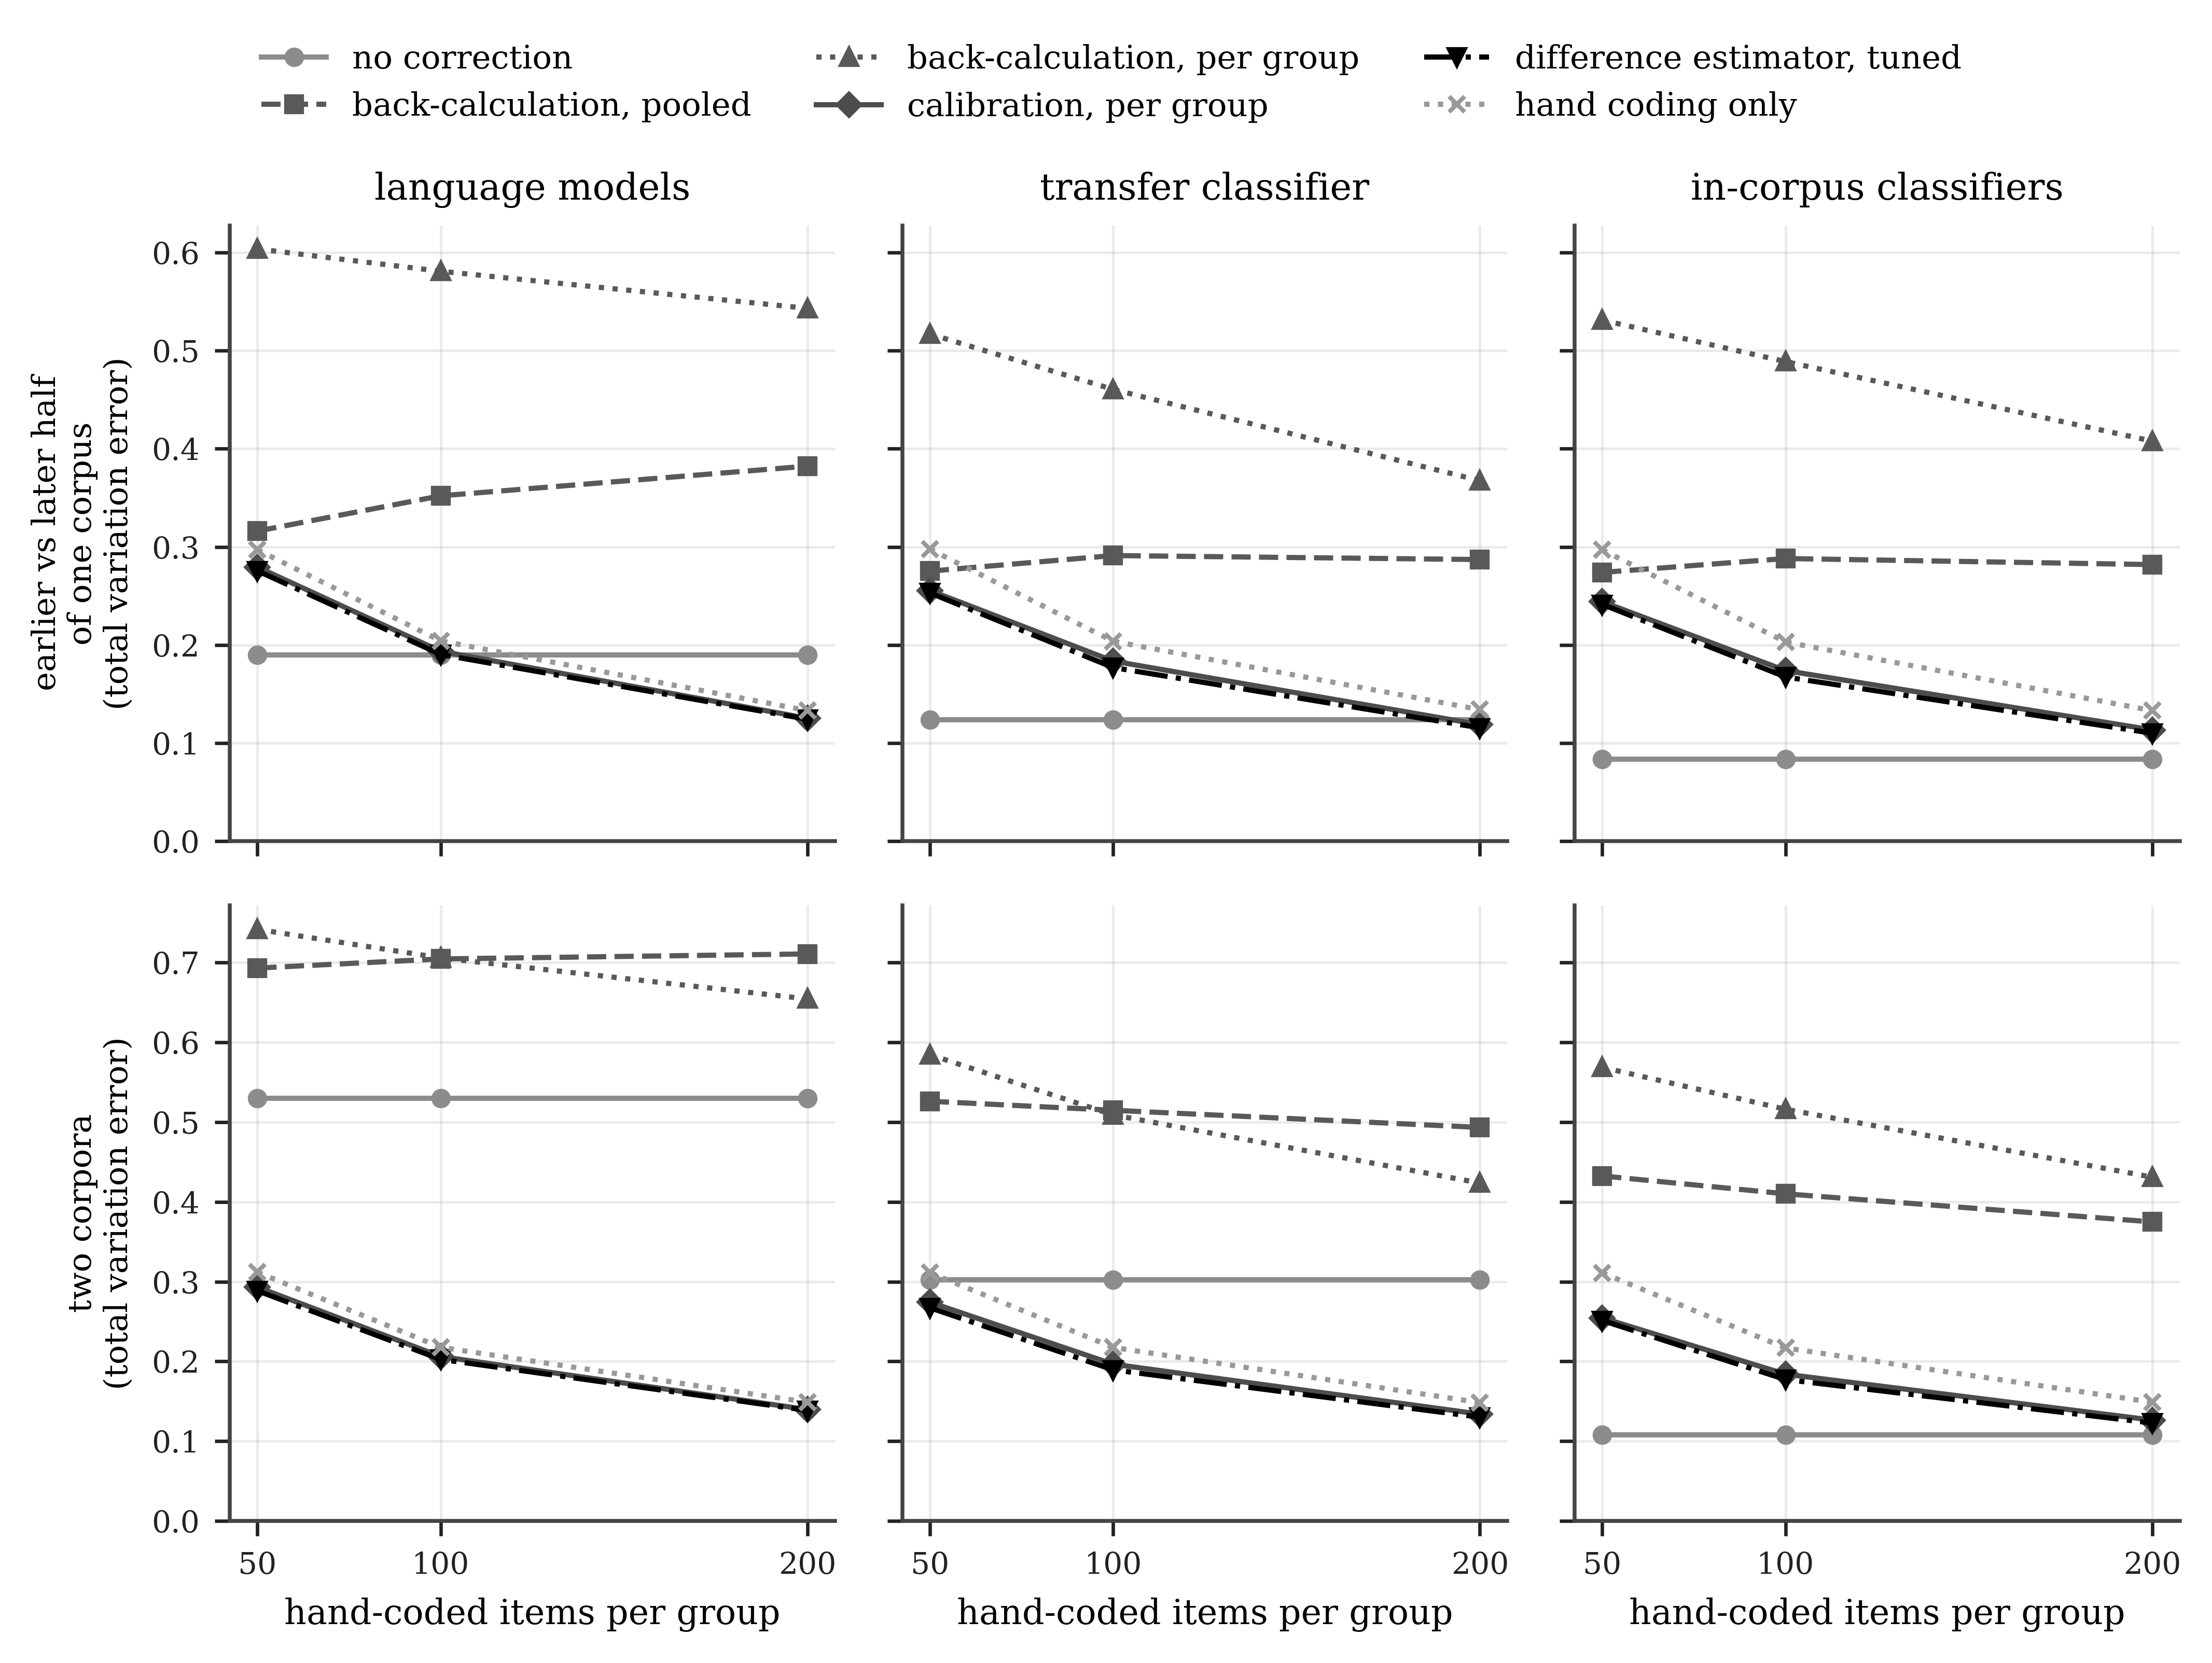 no correction
back-calculation, pooled
back-calculation, per group
calibration, per group
difference estimator, tuned
hand coding only
language models
transfer classifier
in-corpus classifiers
earlier vs later half
of one corpus
(total variation error)
0.6
0.5
0.4
0.3
0.2
0.1
0.0
two corpora
(total variation error)
0.7
0.6
0.5
0.4
0.3
0.2
0.1
0.0
50 100 200
50 100 200
50 100 200
hand-coded items per group
hand-coded items per group
hand-coded items per group